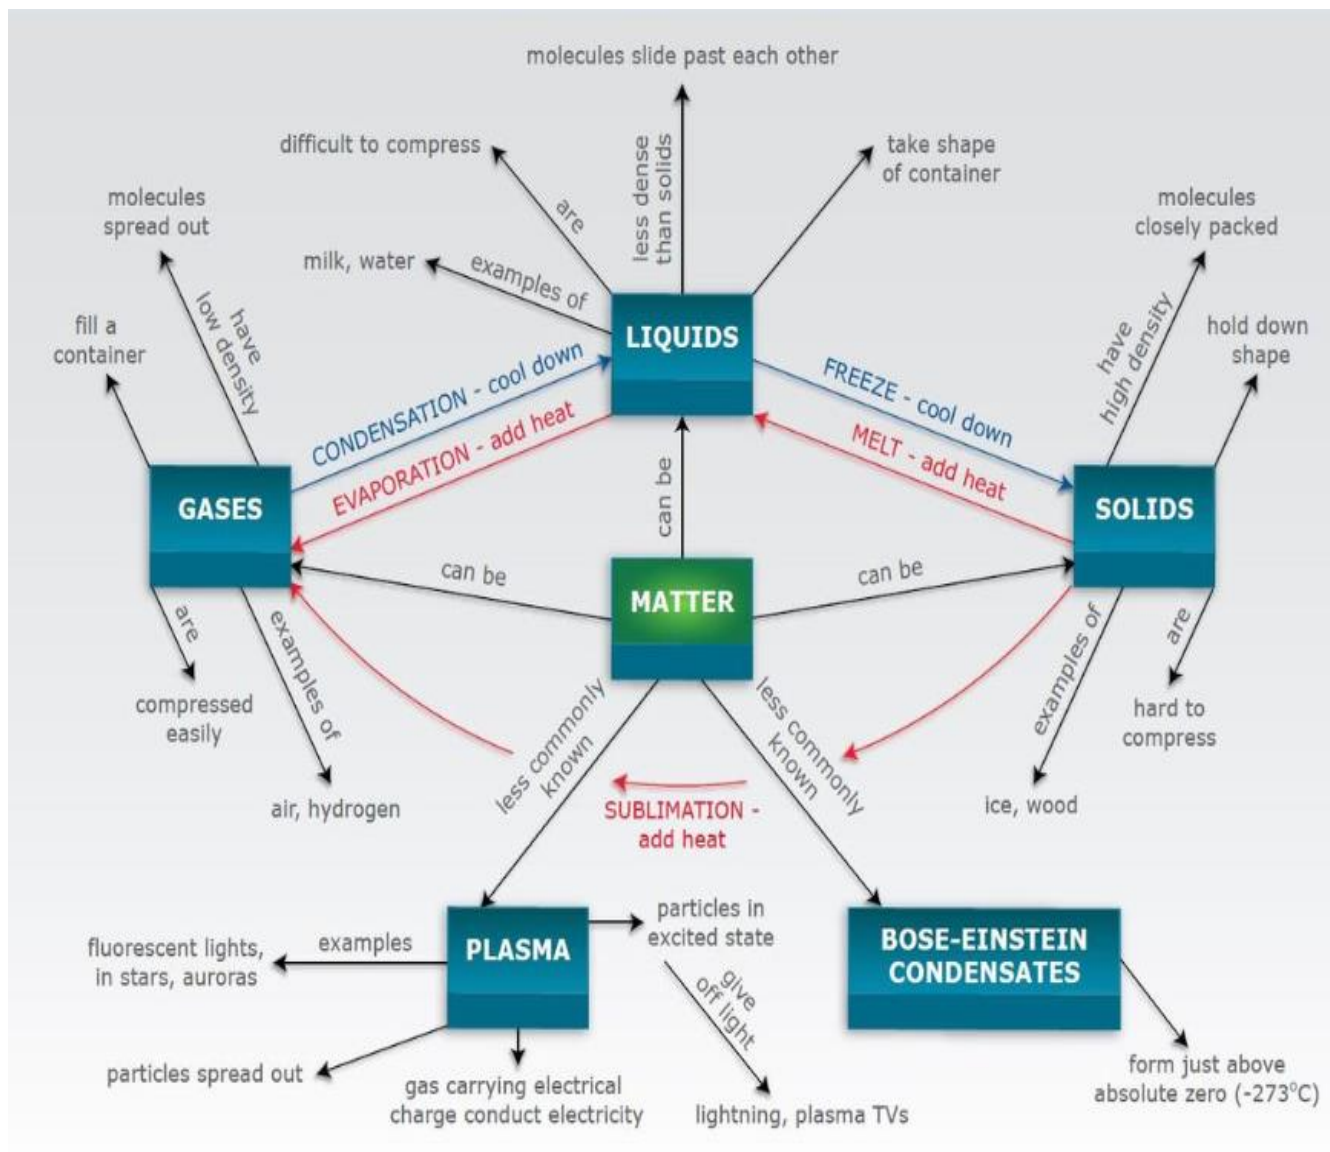 molecules slide past each other
difficult to compress
less dense
than solids
take shape
of container
are
molecules
spread out
milk, water
examples of
molecules
closely packed
have
low density
fill a
container
LIQUIDS
have
high density
hold down
shape
CONDENSATION - cool down
EVAPORATION - add heat
FREEZE - cool down
MELT - add heat
GASES
can be
SOLIDS
can be
MATTER
can be
are
compressed
easily
examples of
air, hydrogen
less commonly
known
less commonly
known
SUBLIMATION -
add heat
examples of
ice, wood
are
hard to
compress
PLASMA
examples
fluorescent lights,
in stars, auroras
particles in
excited state
give
off light
lightning, plasma TVs
particles spread out
gas carrying electrical
charge conduct electricity
BOSE-EINSTEIN
CONDENSATES
form just above
absolute zero (-273°C)